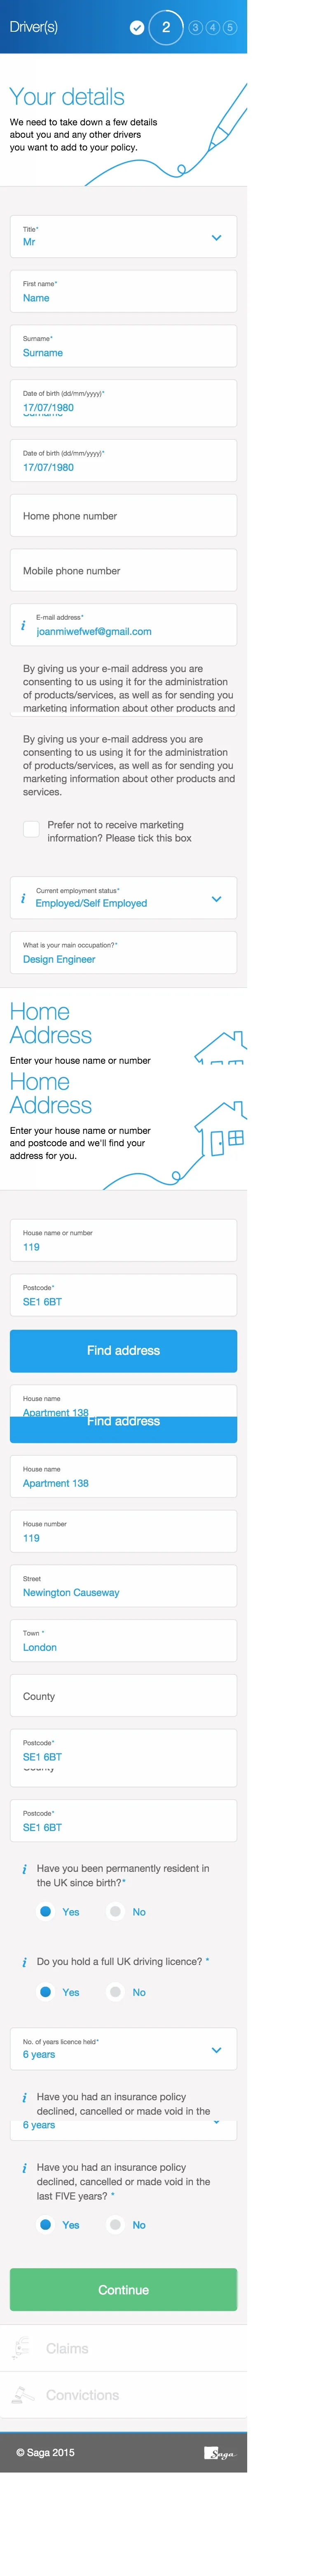 Driver(s)
2
3 4 5
Your details
We need to take down a few details
about you and any other drivers
you want to add to your policy.
Title*
Mr
First name*
Name
Surname*
Surname
Date of birth (dd/mm/yyyy)*
17/07/1980
Surname
Date of birth (dd/mm/yyyy)*
17/07/1980
Home phone number
Mobile phone number
E-mail address*
i
joanmiwefwef@gmail.com
By giving us your e-mail address you are
consenting to us using it for the administration
of products/services, as well as for sending you
marketing information about other products and
By giving us your e-mail address you are
consenting to us using it for the administration
of products/services, as well as for sending you
marketing information about other products and
services.
Prefer not to receive marketing
information? Please tick this box
Current employment status*
i
Employed/Self Employed
What is your main occupation?*
Design Engineer
Home
Address
Enter your house name or number
Home
Address
Enter your house name or number
and postcode and we'll find your
address for you.
House name or number
119
Postcode*
SE1 6BT
Find address
House name
Apartment 138
Find address
House name
Apartment 138
House number
119
Street
Newington Causeway
Town *
London
County
Postcode*
SE1 6BT
County
Postcode*
SE1 6BT
i Have you been permanently resident in
the UK since birth?*
Yes No
i Do you hold a full UK driving licence? *
Yes No
No. of years licence held*
6 years
i Have you had an insurance policy
declined, cancelled or made void in the
6 years
i Have you had an insurance policy
declined, cancelled or made void in the
last FIVE years? *
Yes No
Continue
Claims
Convictions
© Saga 2015
Saga